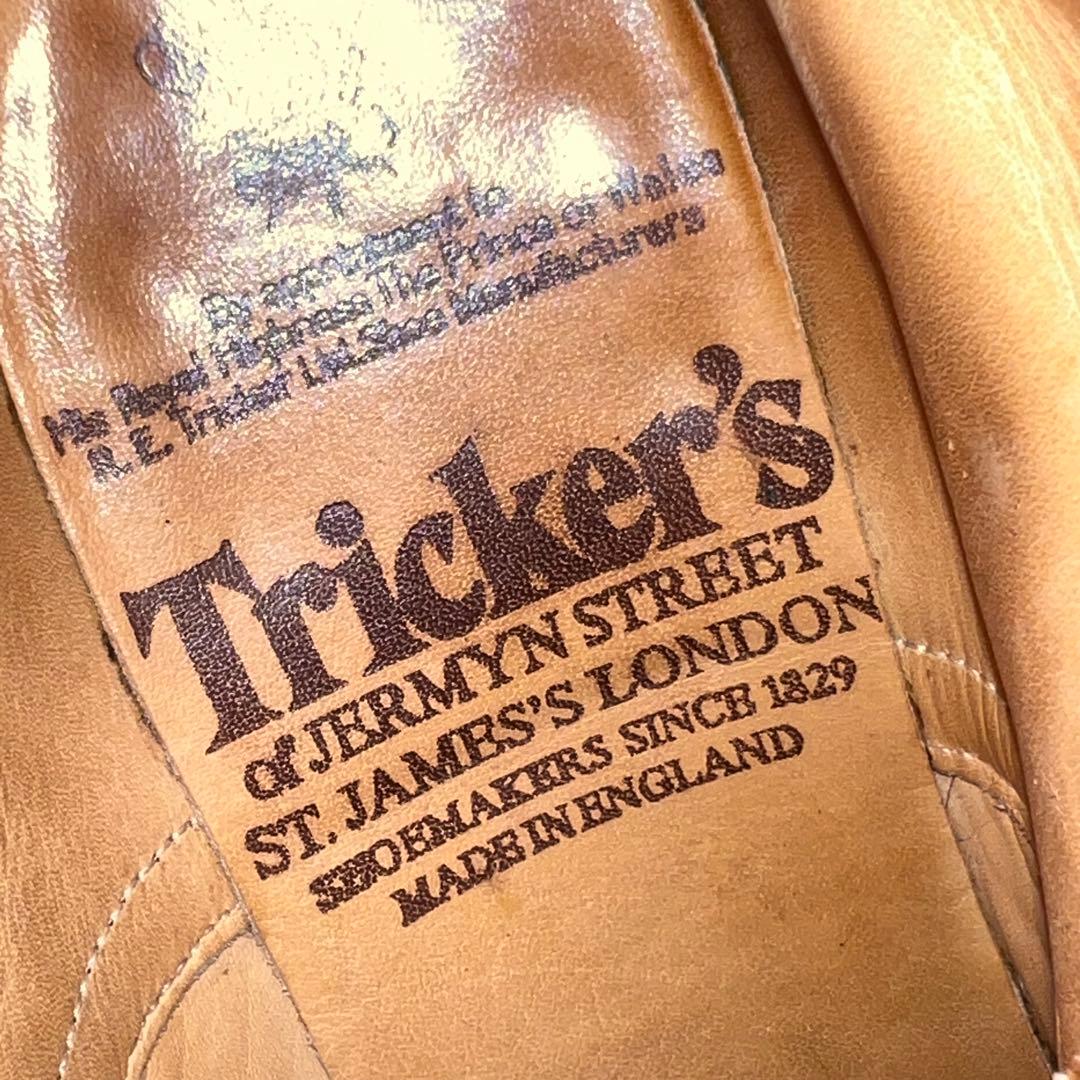 By appointment to
His Royal Highness The Prince of Wales
R.E. Tricker Ltd. Shoe Manufacturers
Tricker's
of JERMYN STREET
ST. JAMES'S LONDON
SHOEMAKERS SINCE 1829
MADE IN ENGLAND